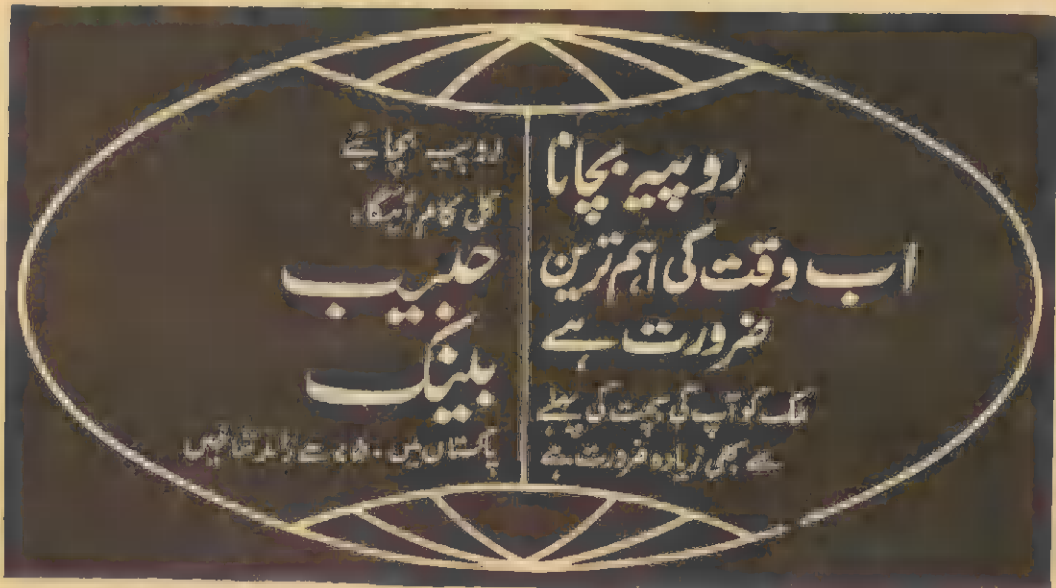 روپیہ بچانا
اب وقت کی اہم ترین
ضرورت ہے
ملک کو آپ کی بچت کی پہلے
سے بھی زیادہ ضرورت ہے
روپیہ بچائیے
کل کام آئیگا۔
حبیب
بینک
پاکستان میں سے زائد شاخیں